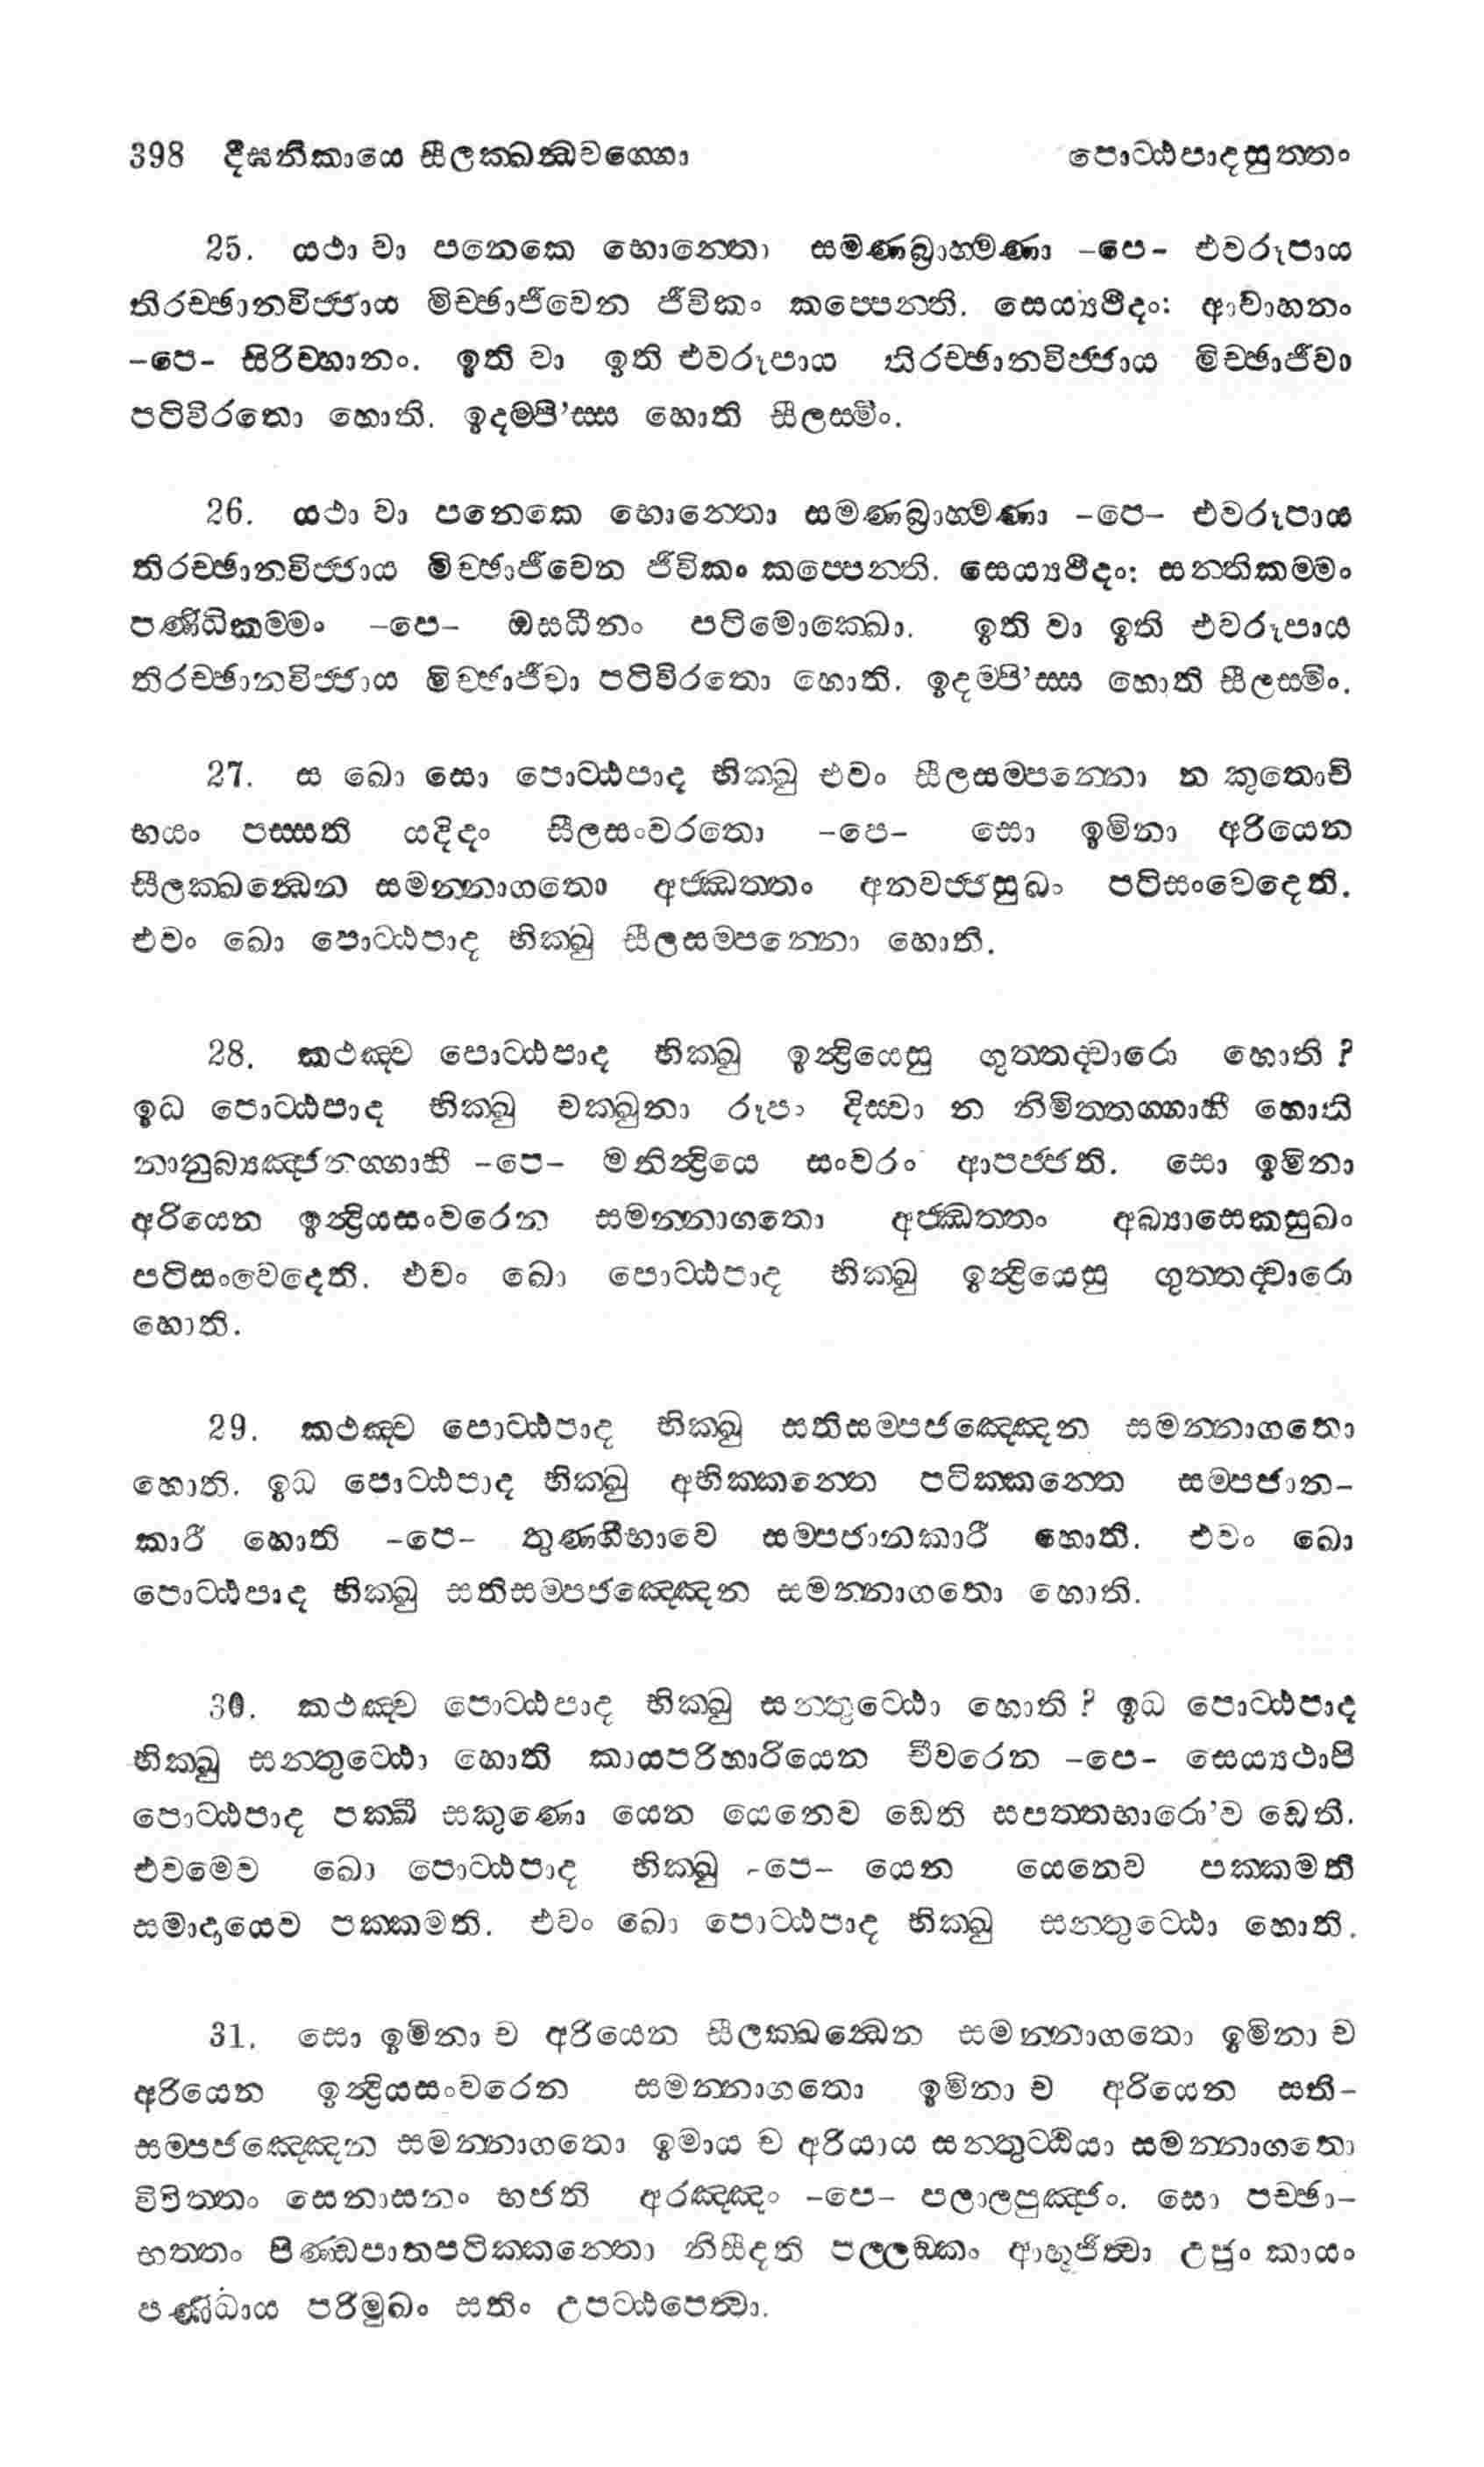 398 දීඝනිකායෙ සීලක්ඛන්ධවග්ගො පොට්ඨපාදසුත්තං
25. යථා වා පනෙකෙ භොන්තො සමණබ්‍රාහ්මණා -පෙ- එවරූපාය
තිරච්ඡානවිජ්ජාය මිච්ඡාජීවෙන ජීවිකං කප්පෙන්ති. සෙය්‍යථීදං: ආවාහනං
-පෙ- සිරිව්හානං. ඉති වා ඉති එවරූපාය තිරච්ඡානවිජ්ජාය මිච්ඡාජීවා
පටිවිරතො හොති. ඉදම්පි’ස්ස හොති සීලස්මිං.
26. යථා වා පනෙකෙ භොන්තො සමණබ්‍රාහ්මණා -පෙ- එවරූපාය
තිරච්ඡානවිජ්ජාය මිච්ඡාජීවෙන ජීවිකං කප්පෙන්ති. සෙය්‍යථීදං: සන්තිකම්මං
පණිධිකම්මං -පෙ- ඔසධීනං පටිමොක්ඛො. ඉති වා ඉති එවරූපාය
තිරච්ඡානවිජ්ජාය මිච්ඡාජීවා පටිවිරතො හොති. ඉදම්පි’ස්ස හොති සීලස්මිං.
27. ස ඛො සො පොට්ඨපාද භික්ඛු එවං සීලසම්පන්නො න කුතොචි
භයං පස්සති යදිදං සීලසංවරතො -පෙ- සො ඉමිනා අරියෙන
සීලක්ඛන්ධෙන සමන්නාගතො අජ්ඣත්තං අනවජ්ජසුඛං පටිසංවෙදෙති.
එවං ඛො පොට්ඨපාද භික්ඛු සීලසම්පන්නො හොති.
28. කථඤ්ච පොට්ඨපාද භික්ඛු ඉන්ද්‍රියෙසු ගුත්තද්වාරො හොති?
ඉධ පොට්ඨපාද භික්ඛු චක්ඛුනා රූපං දිස්වා න නිමිත්තග්ගාහී හොති
නානුබ්‍යඤ්ජනග්ගාහී -පෙ- මනින්ද්‍රියෙ සංවරං ආපජ්ජති. සො ඉමිනා
අරියෙන ඉන්ද්‍රියසංවරෙන සමන්නාගතො අජ්ඣත්තං අබ්‍යාසෙකසුඛං
පටිසංවෙදෙති. එවං ඛො පොට්ඨපාද භික්ඛු ඉන්ද්‍රියෙසු ගුත්තද්වාරො
හොති.
29. කථඤ්ච පොට්ඨපාද භික්ඛු සතිසම්පජඤ්ඤෙන සමන්නාගතො
හොති. ඉධ පොට්ඨපාද භික්ඛු අභික්කන්තෙ පටික්කන්තෙ සම්පජාන-
කාරී හොති -පෙ- තුණ්හීභාවෙ සම්පජානකාරී හොති. එවං ඛො
පොට්ඨපාද භික්ඛු සතිසම්පජඤ්ඤෙන සමන්නාගතො හොති.
30. කථඤ්ච පොට්ඨපාද භික්ඛු සන්තුට්ඨො හොති? ඉධ පොට්ඨපාද
භික්ඛු සන්තුට්ඨො හොති කායපරිහාරියෙන චීවරෙන -පෙ- සෙය්‍යථාපි
පොට්ඨපාද පක්ඛී සකුණො යෙන යෙනෙව ඩෙති සපත්තභාරො’ව ඩෙති.
එවමෙව ඛො පොට්ඨපාද භික්ඛු -පෙ- යෙන යෙනෙව පක්කමති
සමාදායෙව පක්කමති. එවං ඛො පොට්ඨපාද භික්ඛු සන්තුට්ඨො හොති.
31. සො ඉමිනා ච අරියෙන සීලක්ඛන්ධෙන සමන්නාගතො ඉමිනා ච
අරියෙන ඉන්ද්‍රියසංවරෙන සමන්නාගතො ඉමිනා ච අරියෙන සති-
සම්පජඤ්ඤෙන සමන්නාගතො ඉමාය ච අරියාය සන්තුට්ඨියා සමන්නාගතො
විවිත්තං සෙනාසනං භජති අරඤ්ඤං -පෙ- පලාලපුඤ්ජං. සො පච්ඡා-
භත්තං පිණ්ඩපාතපටික්කන්තො නිසීදති පල්ලඞ්කං ආභුජිත්වා උජුං කායං
පණිධාය පරිමුඛං සතිං උපට්ඨපෙත්වා.